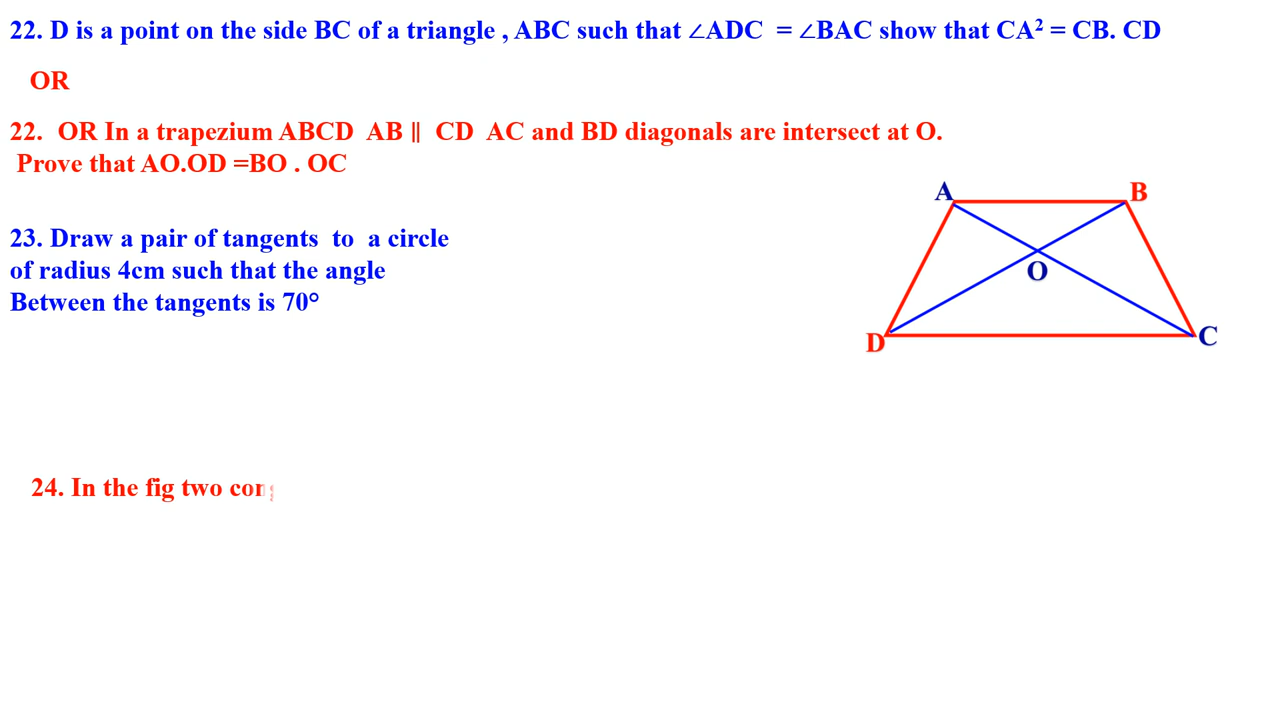 22. D is a point on the side BC of a triangle , ABC such that ∠ADC = ∠BAC show that CA² = CB. CD
OR
22. OR In a trapezium ABCD AB ∥ CD AC and BD diagonals are intersect at O.
Prove that AO.OD =BO . OC
A
B
23. Draw a pair of tangents to a circle
of radius 4cm such that the angle
Between the tangents is 70°
O
D
C
24. In the fig two con